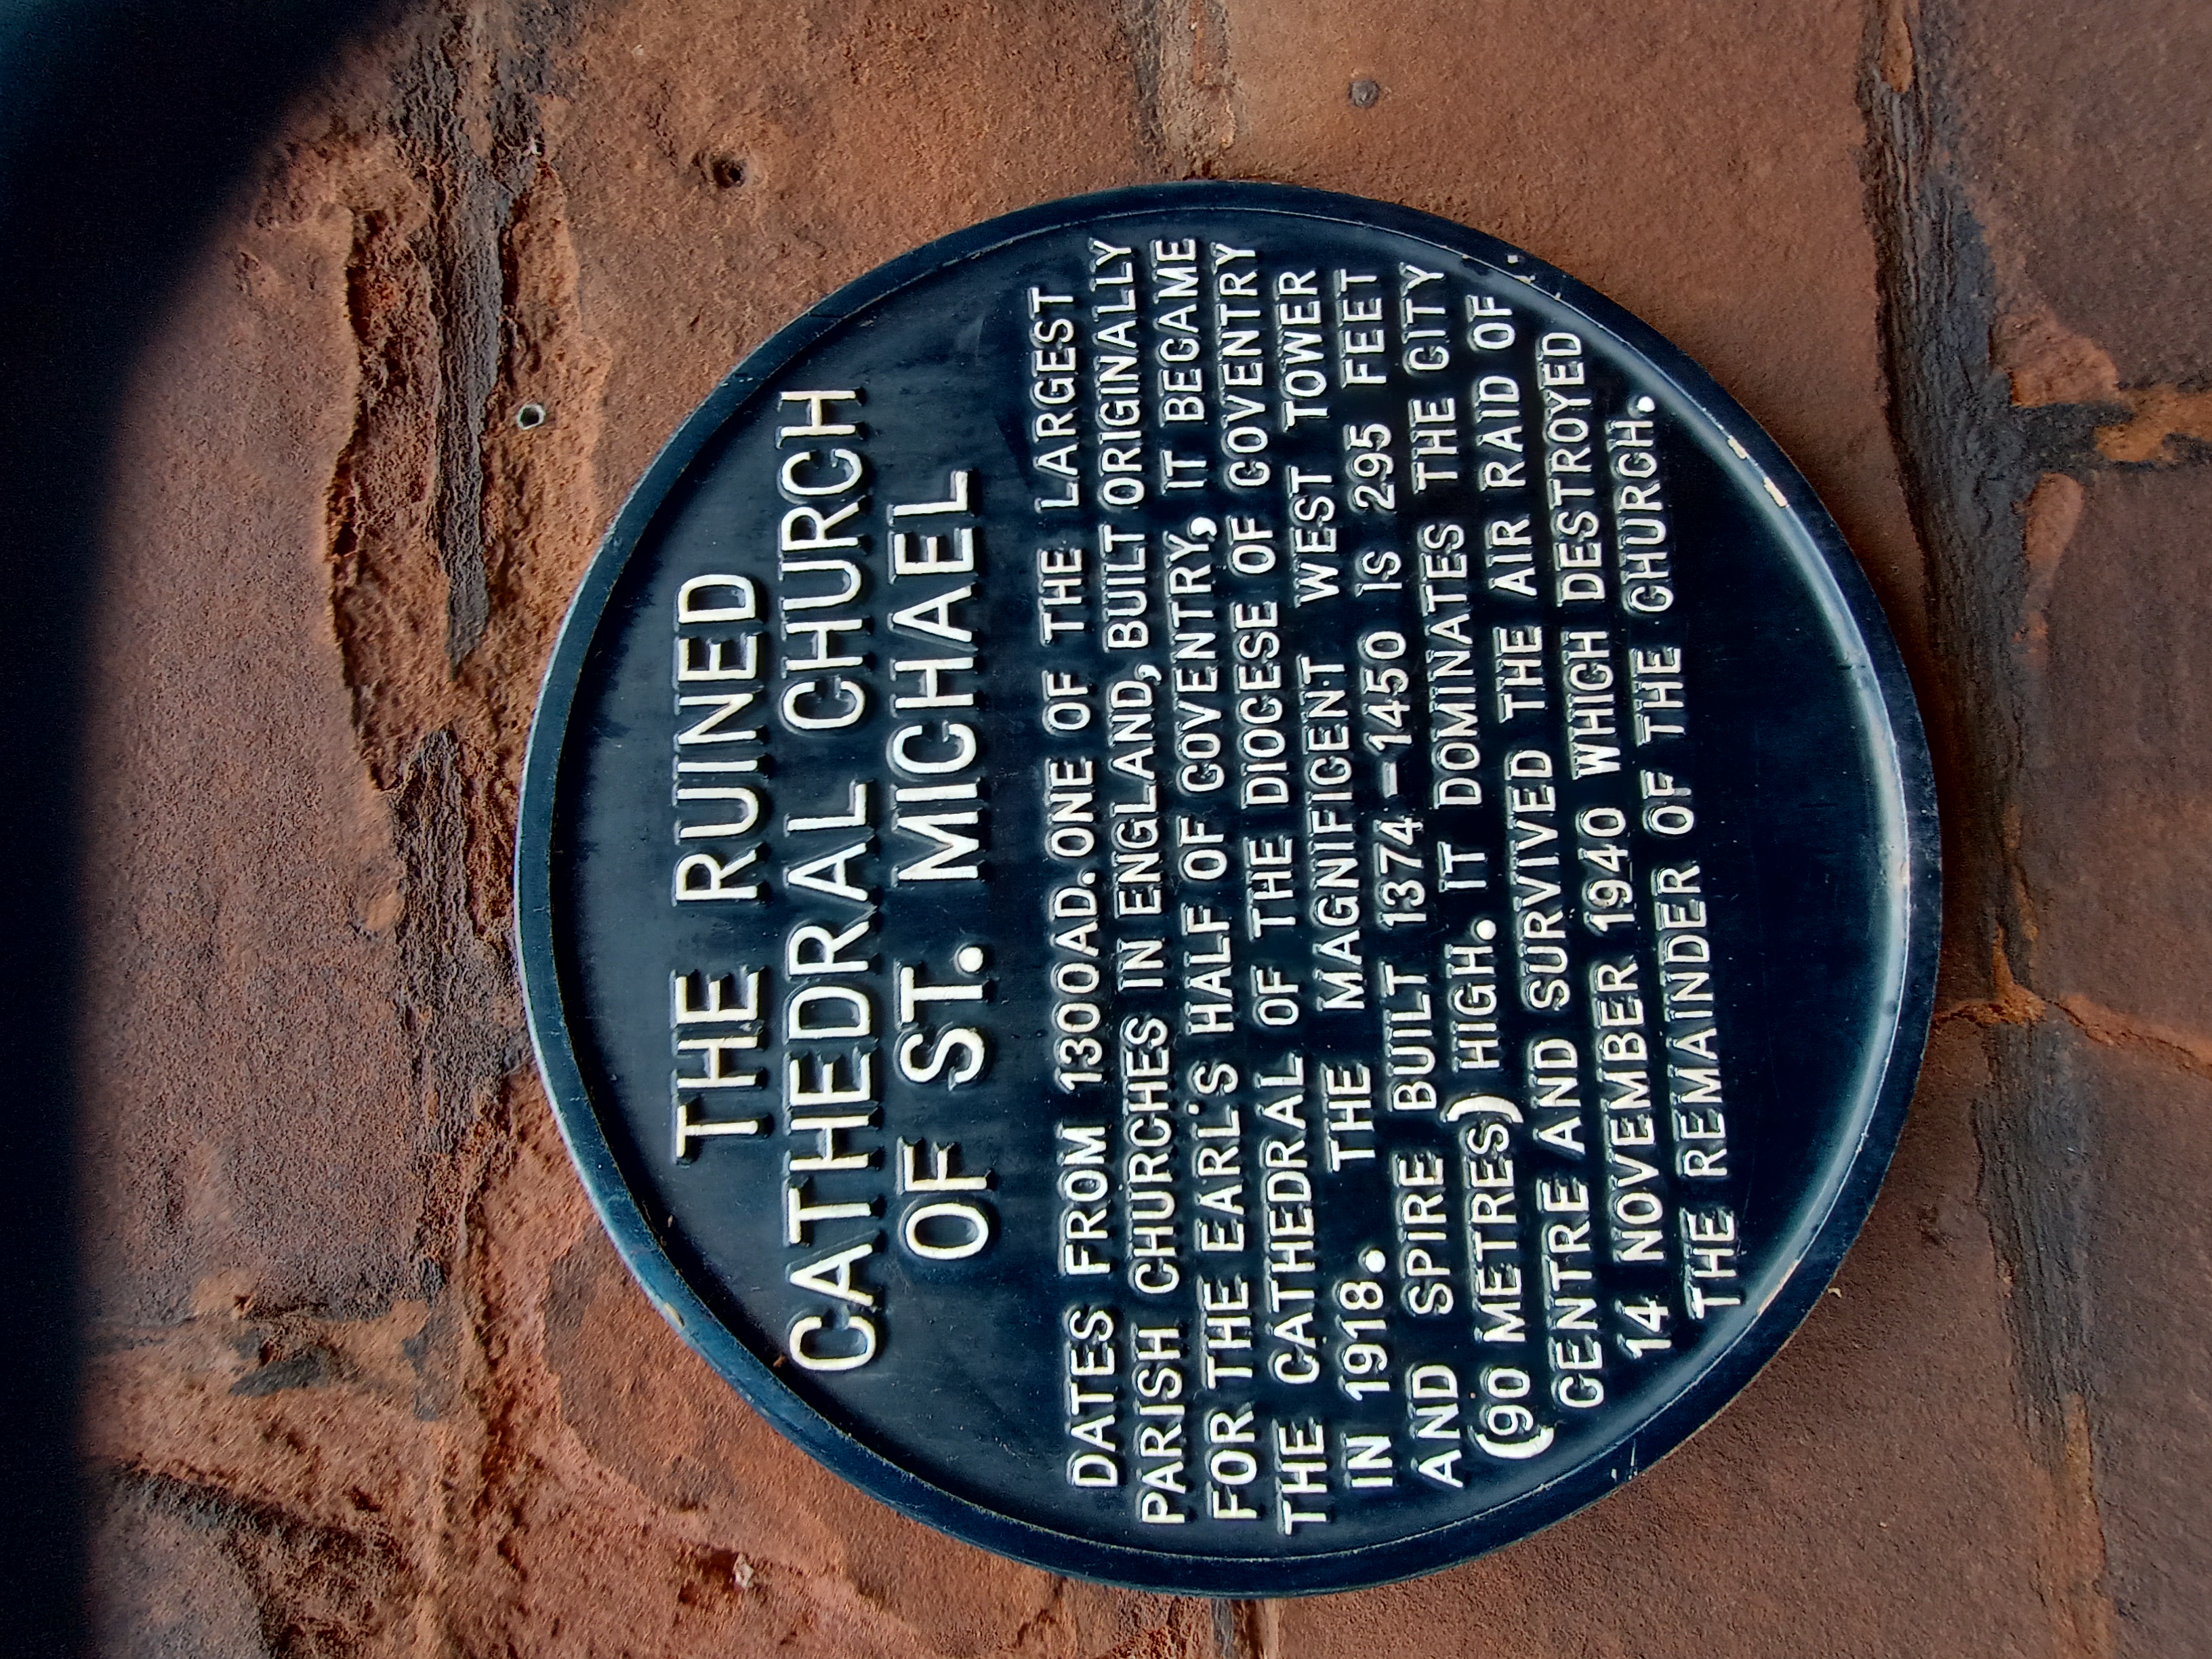 THE RUINED
CATHEDRAL CHURCH
OF ST. MICHAEL
DATES FROM 1300AD. ONE OF THE LARGEST
PARISH CHURCHES IN ENGLAND, BUILT ORIGINALLY
FOR THE EARL'S HALF OF COVENTRY, IT BECAME
THE CATHEDRAL OF THE DIOCESE OF COVENTRY
IN 1918. THE MAGNIFICENT WEST TOWER
AND SPIRE BUILT 1374-1450 IS 295 FEET
(90 METRES) HIGH. IT DOMINATES THE CITY
CENTRE AND SURVIVED THE AIR RAID OF
14 NOVEMBER 1940 WHICH DESTROYED
THE REMAINDER OF THE CHURCH.